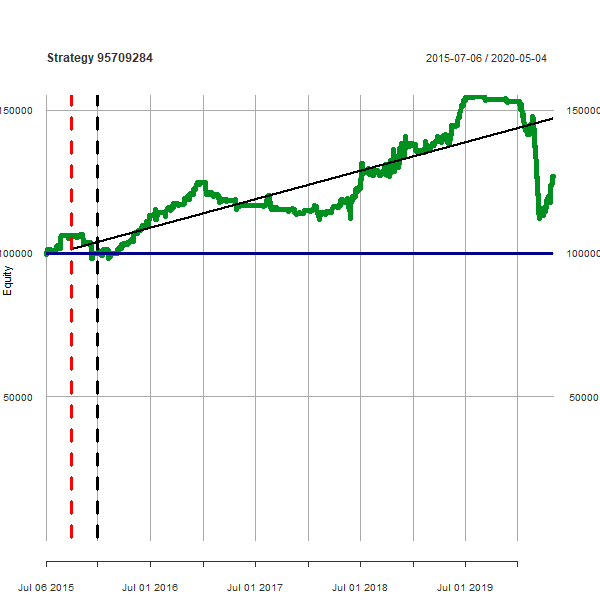 Strategy 95709284
2015-07-06 / 2020-05-04
150000
150000
100000
100000
Equity
50000
50000
Jul 06 2015
Jul 01 2016
Jul 01 2017
Jul 01 2018
Jul 01 2019